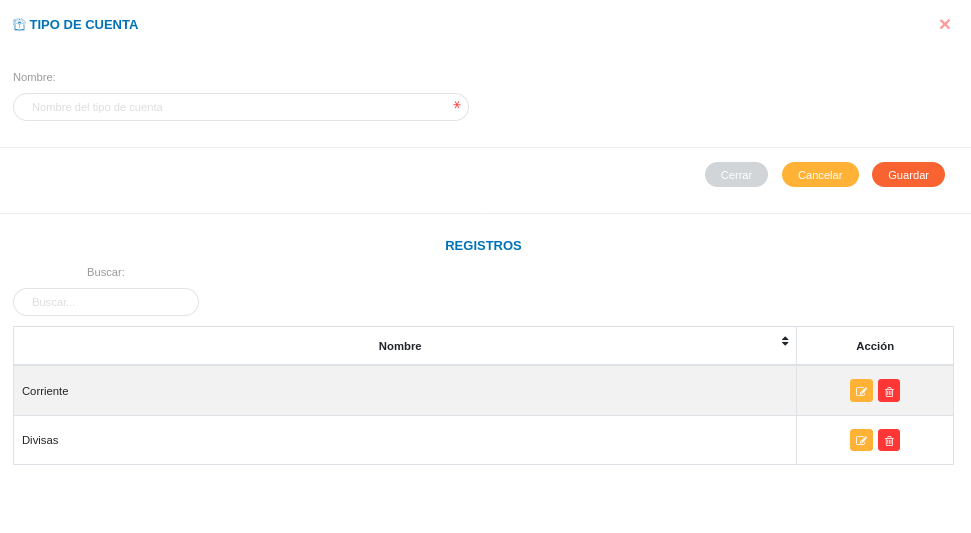 TIPO DE CUENTA
Nombre:
Nombre del tipo de cuenta *
Cerrar Cancelar Guardar
REGISTROS
Buscar:
Buscar...
Nombre Acción
Corriente
Divisas